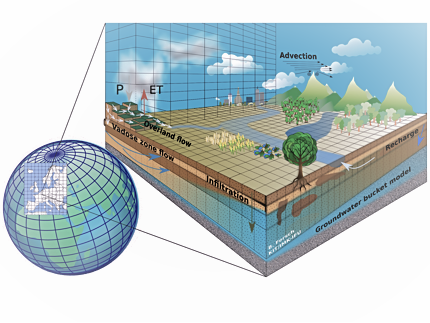 Advection
P
ET
Overland flow
Vadose zone flow
Infiltration
Recharge
Groundwater bucket model